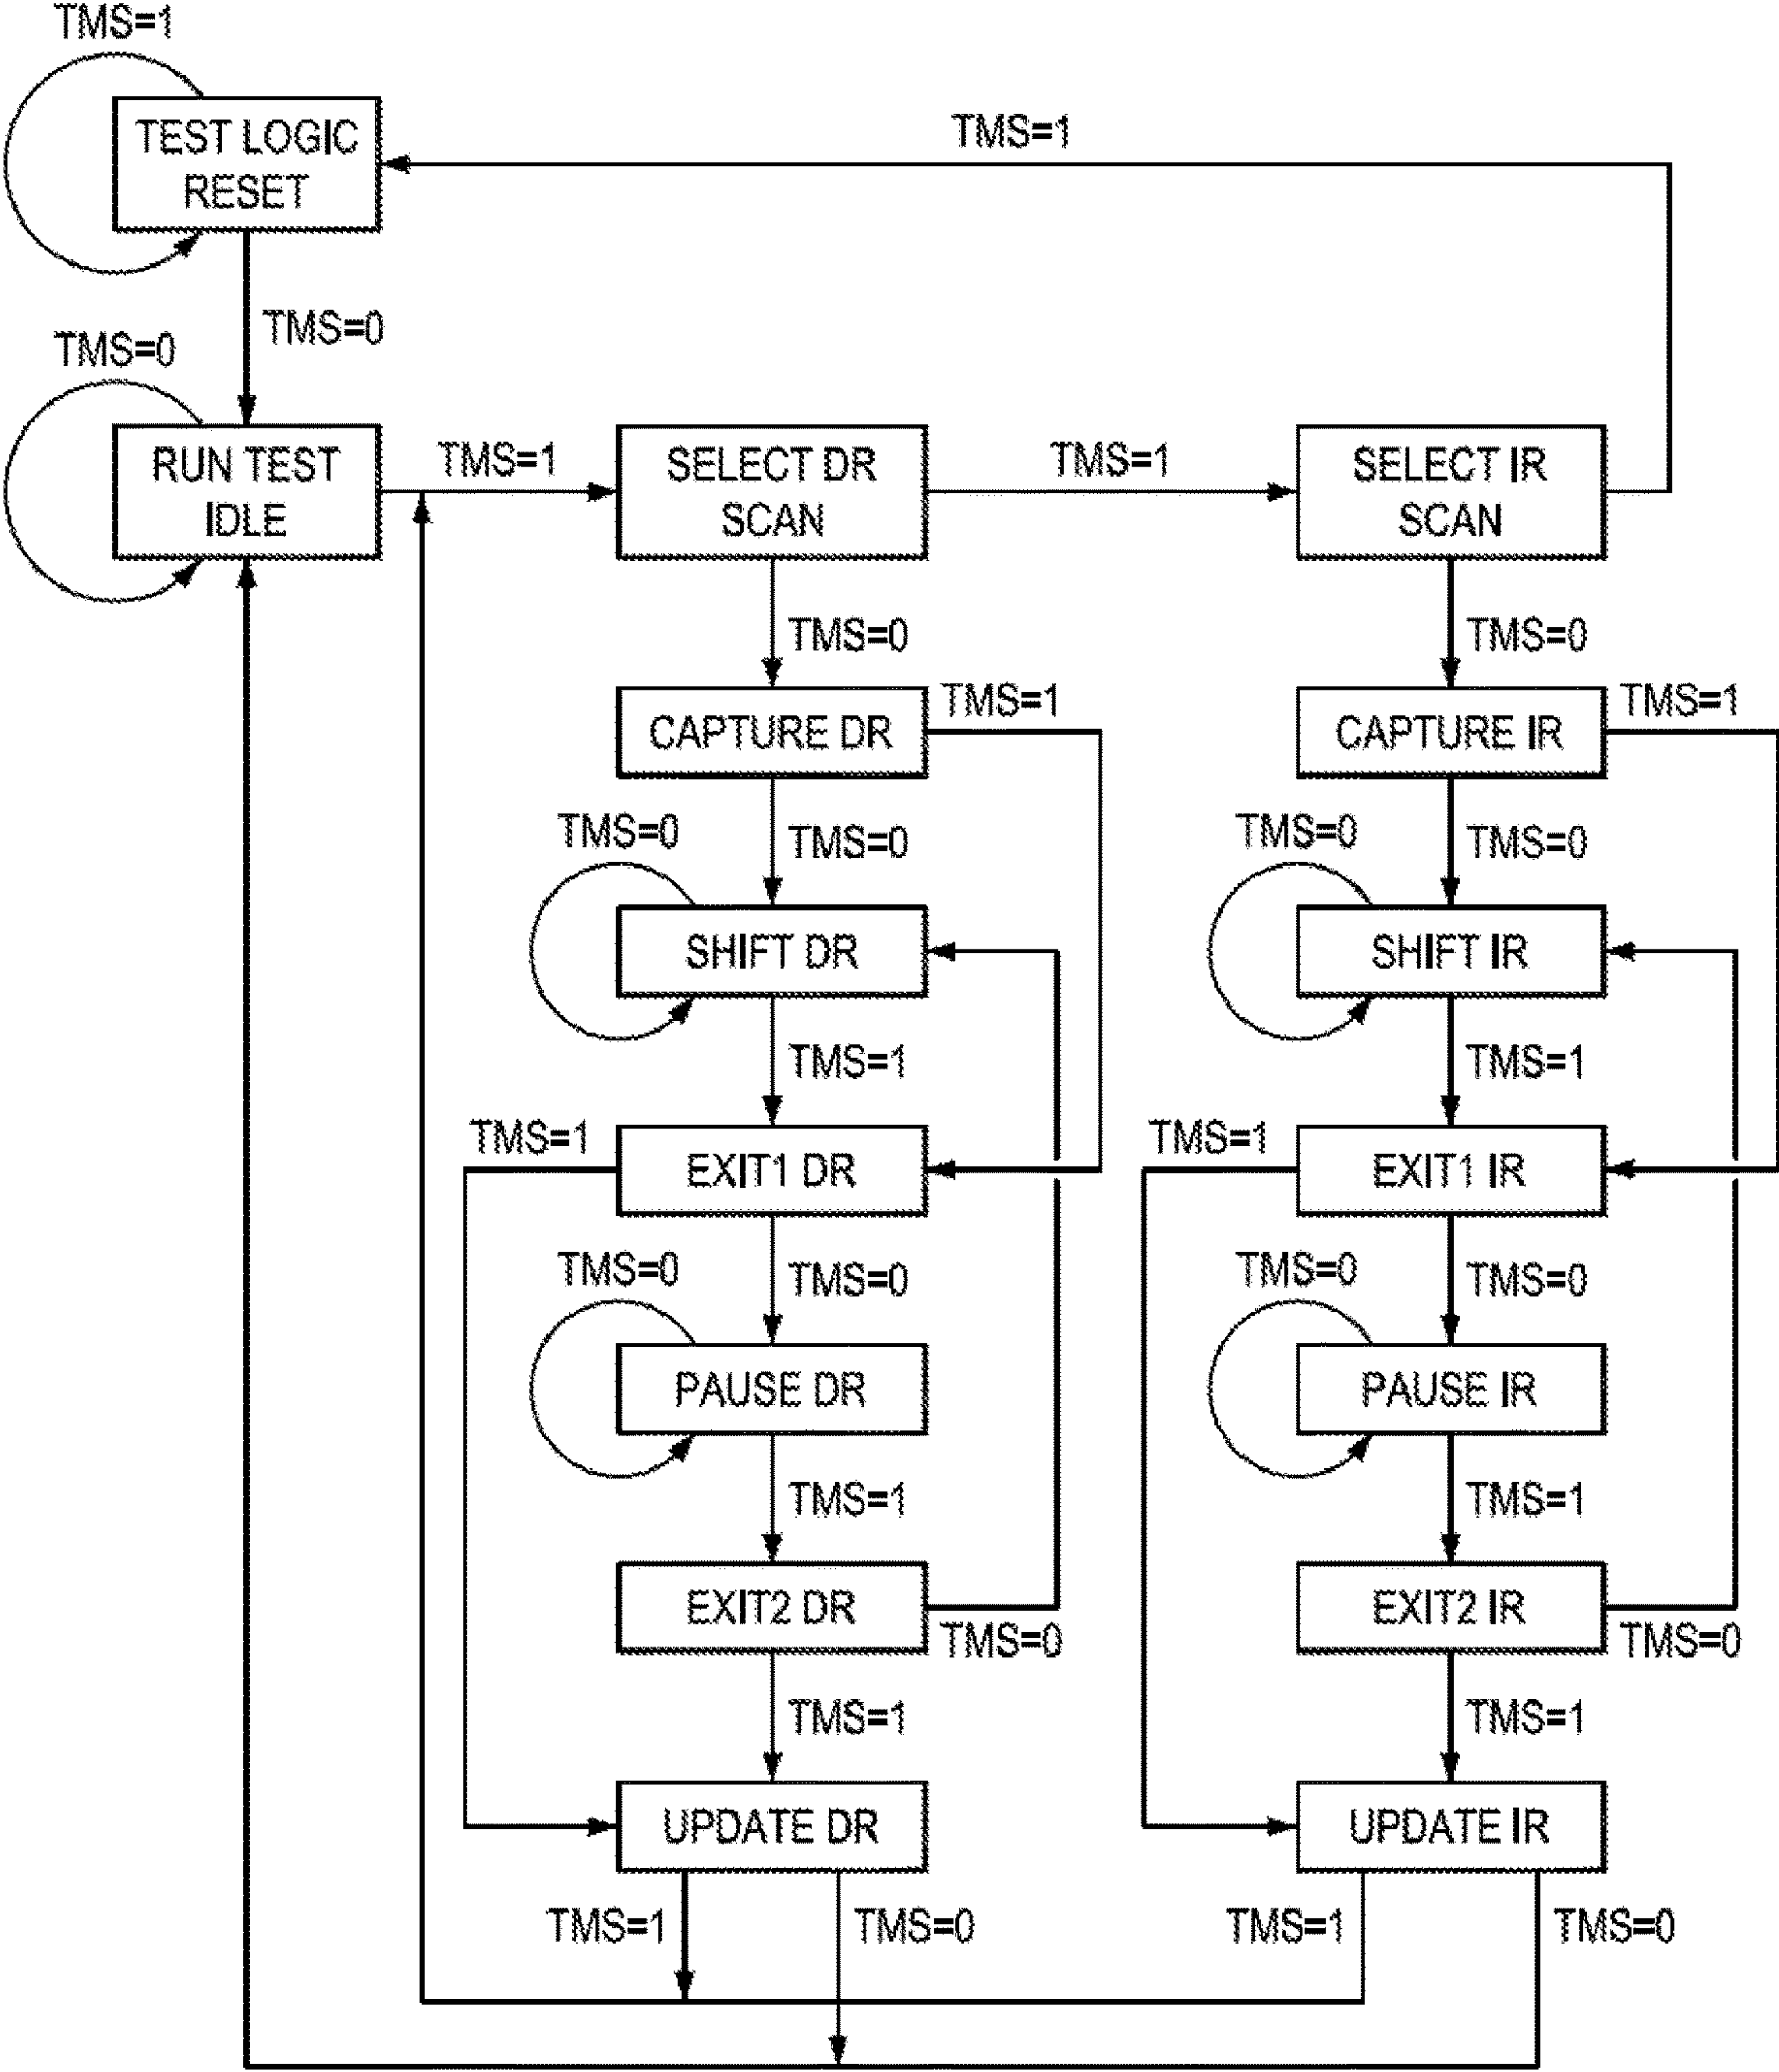 TMS=1
TEST LOGIC
RESET
TMS=1
TMS=0
TMS=0
RUN TEST
IDLE
TMS=1
SELECT DR
SCAN
TMS=1
SELECT IR
SCAN
TMS=0
TMS=0
CAPTURE DR
TMS=1
CAPTURE IR
TMS=1
TMS=0
TMS=0
TMS=0
TMS=0
SHIFT DR
SHIFT IR
TMS=1
TMS=1
TMS=1
EXIT1 DR
TMS=1
EXIT1 IR
TMS=0
TMS=0
TMS=0
TMS=0
PAUSE DR
PAUSE IR
TMS=1
TMS=1
EXIT2 DR
TMS=0
EXIT2 IR
TMS=0
TMS=1
TMS=1
UPDATE DR
UPDATE IR
TMS=1
TMS=0
TMS=1
TMS=0